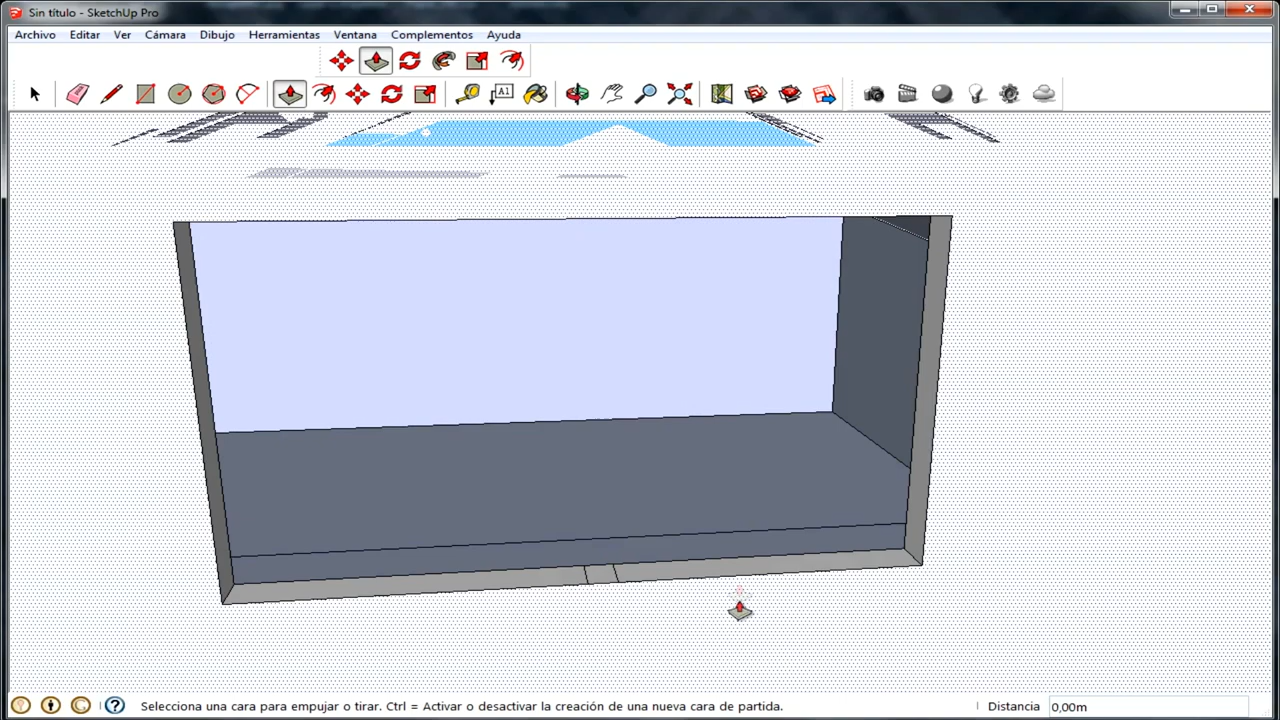 Sin título - SketchUp Pro
Archivo Editar Ver Cámara Dibujo Herramientas Ventana Complementos Ayuda
A1
Selecciona una cara para empujar o tirar. Ctrl = Activar o desactivar la creación de una nueva cara de partida. Distancia 0,00m